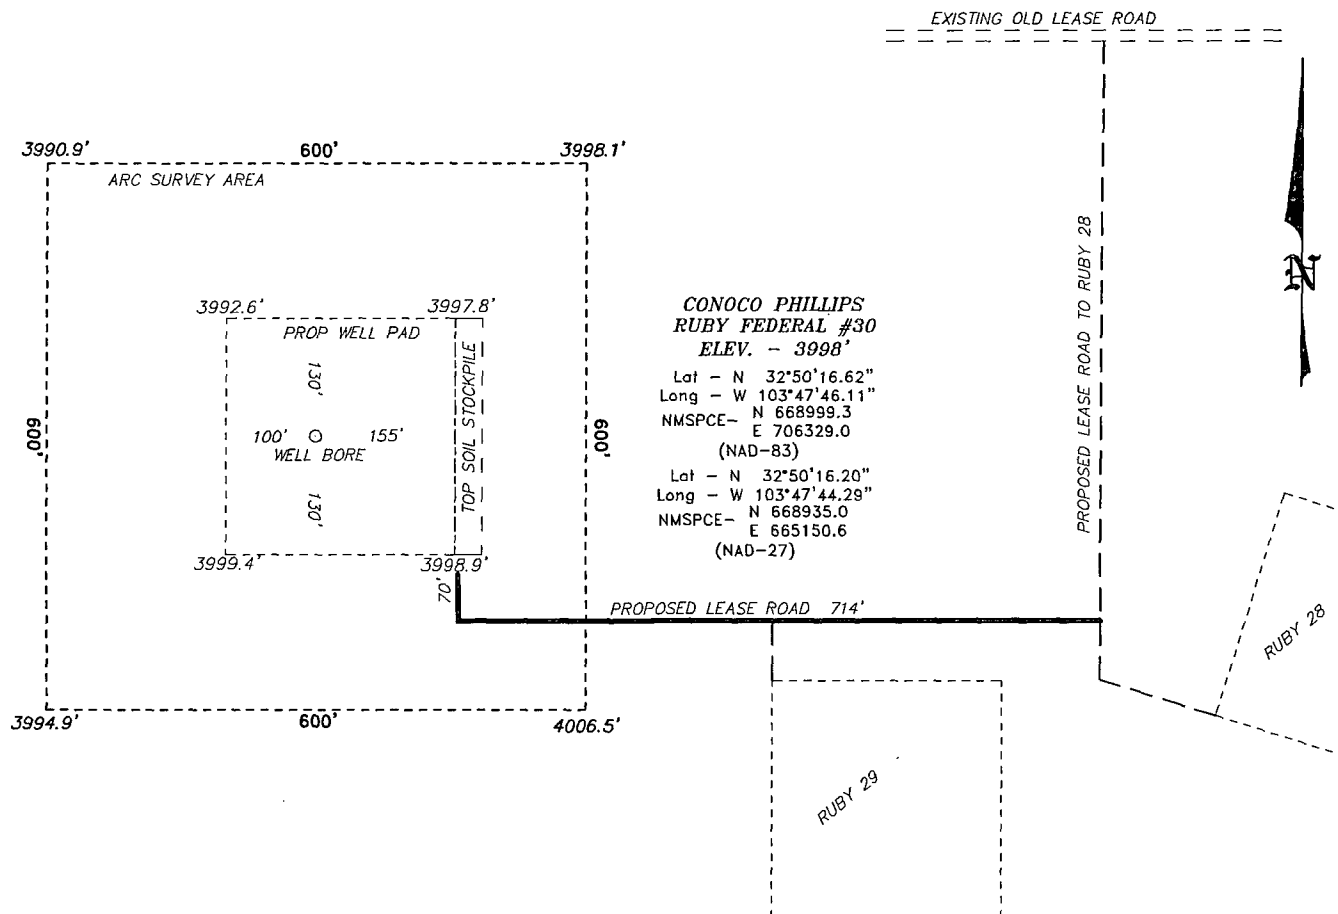 EXISTING OLD LEASE ROAD
3990.9'
600'
3998.1'
ARC SURVEY AREA
3992.6'
3997.8'
PROP WELL PAD
130'
100'
155'
WELL BORE
130'
TOP SOIL STOCKPILE
600'
600'
3999.4'
3998.9'
70'
CONOCO PHILLIPS
RUBY FEDERAL #30
ELEV. - 3998'
Lat - N 32°50'16.62"
Long - W 103°47'46.11"
NMSPCE- N 668999.3
E 706329.0
(NAD-83)
Lat - N 32°50'16.20"
Long - W 103°47'44.29"
NMSPCE- N 668935.0
E 665150.6
(NAD-27)
PROPOSED LEASE ROAD TO RUBY 28
N
PROPOSED LEASE ROAD 714'
RUBY 28
3994.9'
600'
4006.5'
RUBY 29